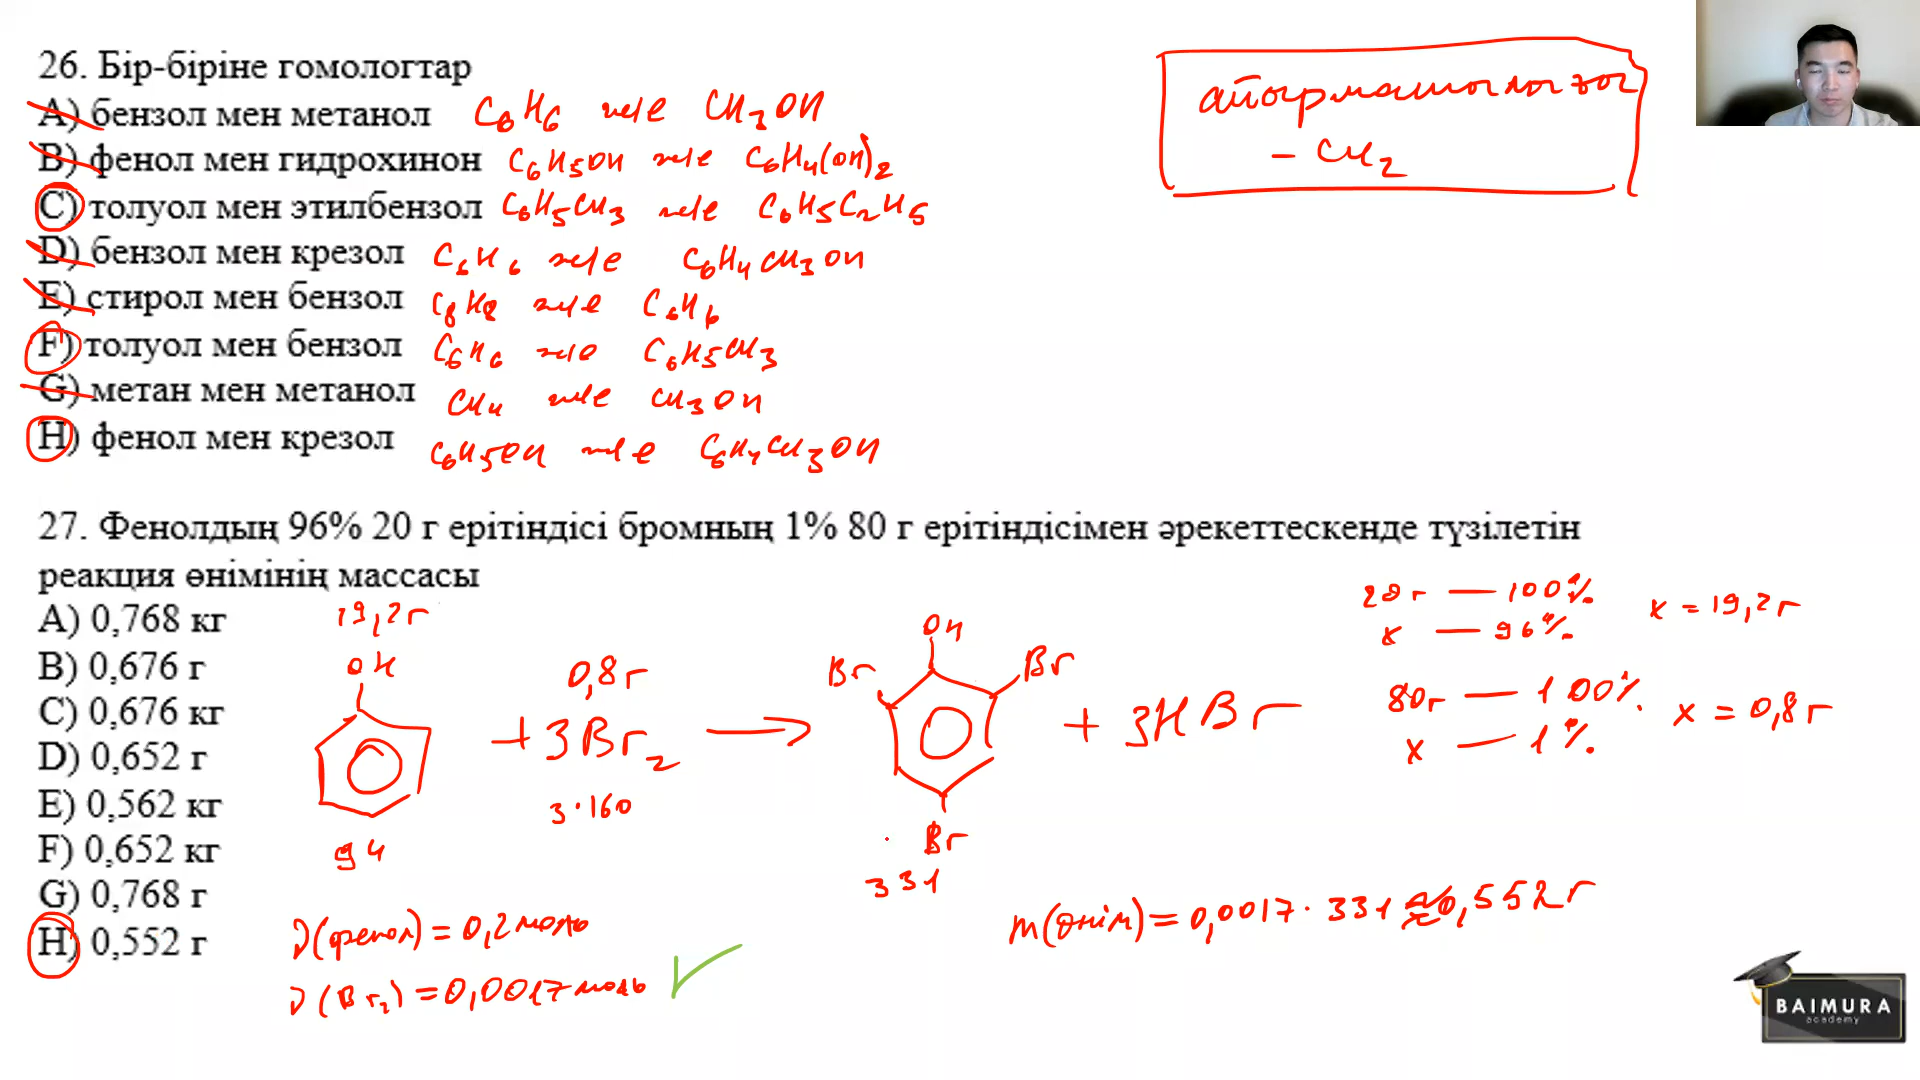 26. Бір-біріне гомологтар
A) бензол мен метанол C₆H₆ және CH₃OH
B) фенол мен гидрохинон C₆H₅OH және C₆H₄(OH)₂
C) толуол мен этилбензол C₆H₅CH₃ және C₆H₅C₂H₅
D) бензол мен крезол C₆H₆ және C₆H₄CH₃OH
E) стирол мен бензол C₈H₈ және C₆H₆
F) толуол мен бензол C₆H₆ және C₆H₅CH₃
G) метан мен метанол CH₄ және CH₃OH
H) фенол мен крезол C₆H₅OH және C₆H₄CH₃OH
айырмашылығы
- CH₂
27. Фенолдың 96% 20 г ерітіндісі бромның 1% 80 г ерітіндісімен әрекеттескенде түзілетін
реакция өнімінің массасы
A) 0,768 кг
B) 0,676 г
C) 0,676 кг
D) 0,652 г
E) 0,562 кг
F) 0,652 кг
G) 0,768 г
H) 0,552 г
19,2г
OH
94
0,8г
+ 3Br₂
3·160
OH
Br Br
Br
331
+ 3HBr
20г — 100%
x — 96%
x = 19,2г
80г — 100%
x — 1%
x = 0,8г
ν(фенол) = 0,2 моль
ν(Br₂) = 0,0017 моль
m(өнім) = 0,0017 · 331 ≈ 0,552г
BAIMURA
academy